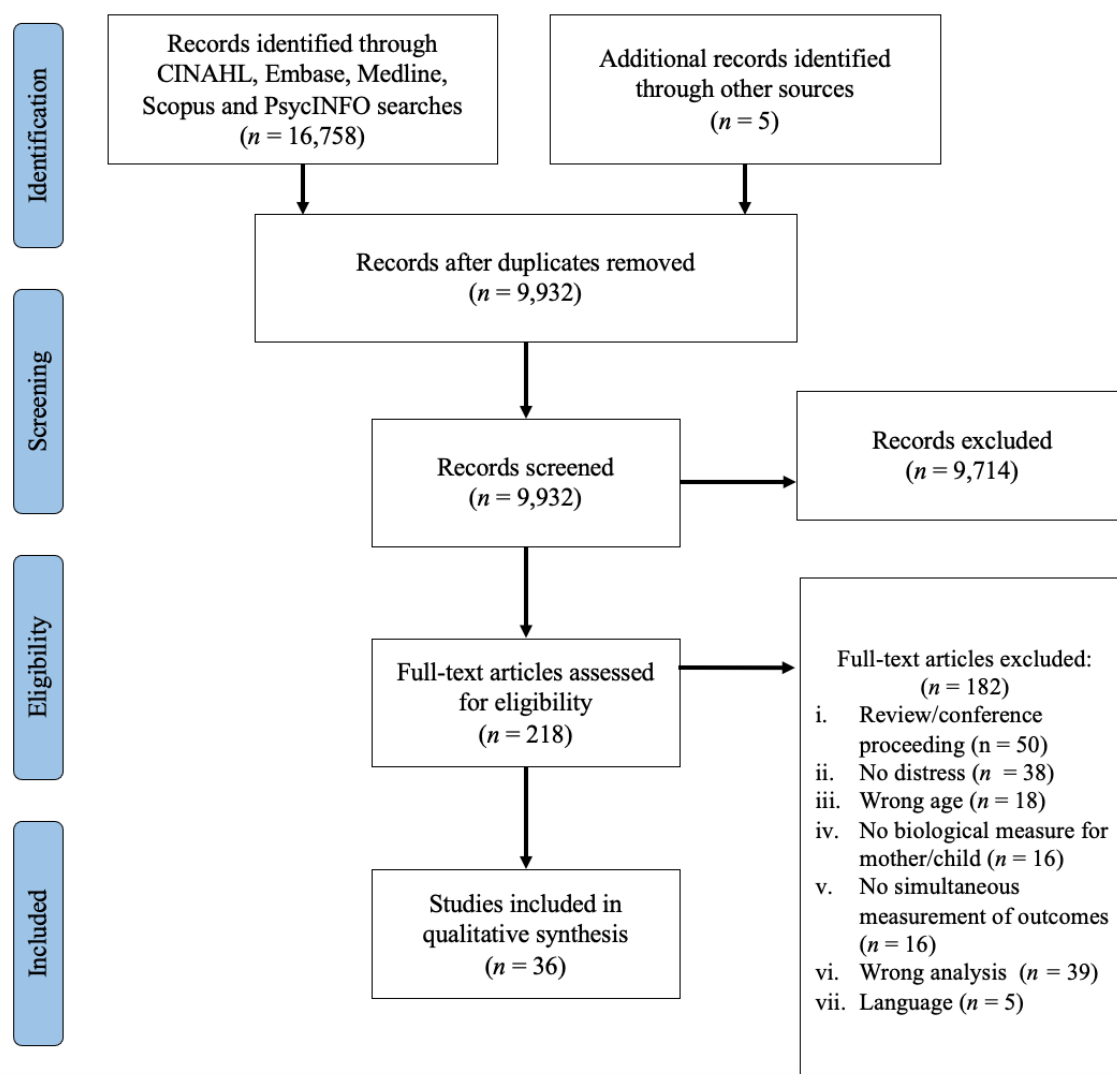 Identification
Records identified through
CINAHL, Embase, Medline,
Scopus and PsycINFO searches
(n = 16,758)
Additional records identified
through other sources
(n = 5)
Records after duplicates removed
(n = 9,932)
Screening
Records screened
(n = 9,932)
Records excluded
(n = 9,714)
Eligibility
Full-text articles assessed
for eligibility
(n = 218)
Full-text articles excluded:
(n = 182)
i. Review/conference
proceeding (n = 50)
ii. No distress (n = 38)
iii. Wrong age (n = 18)
iv. No biological measure for
mother/child (n = 16)
v. No simultaneous
measurement of outcomes
(n = 16)
vi. Wrong analysis (n = 39)
vii. Language (n = 5)
Included
Studies included in
qualitative synthesis
(n = 36)